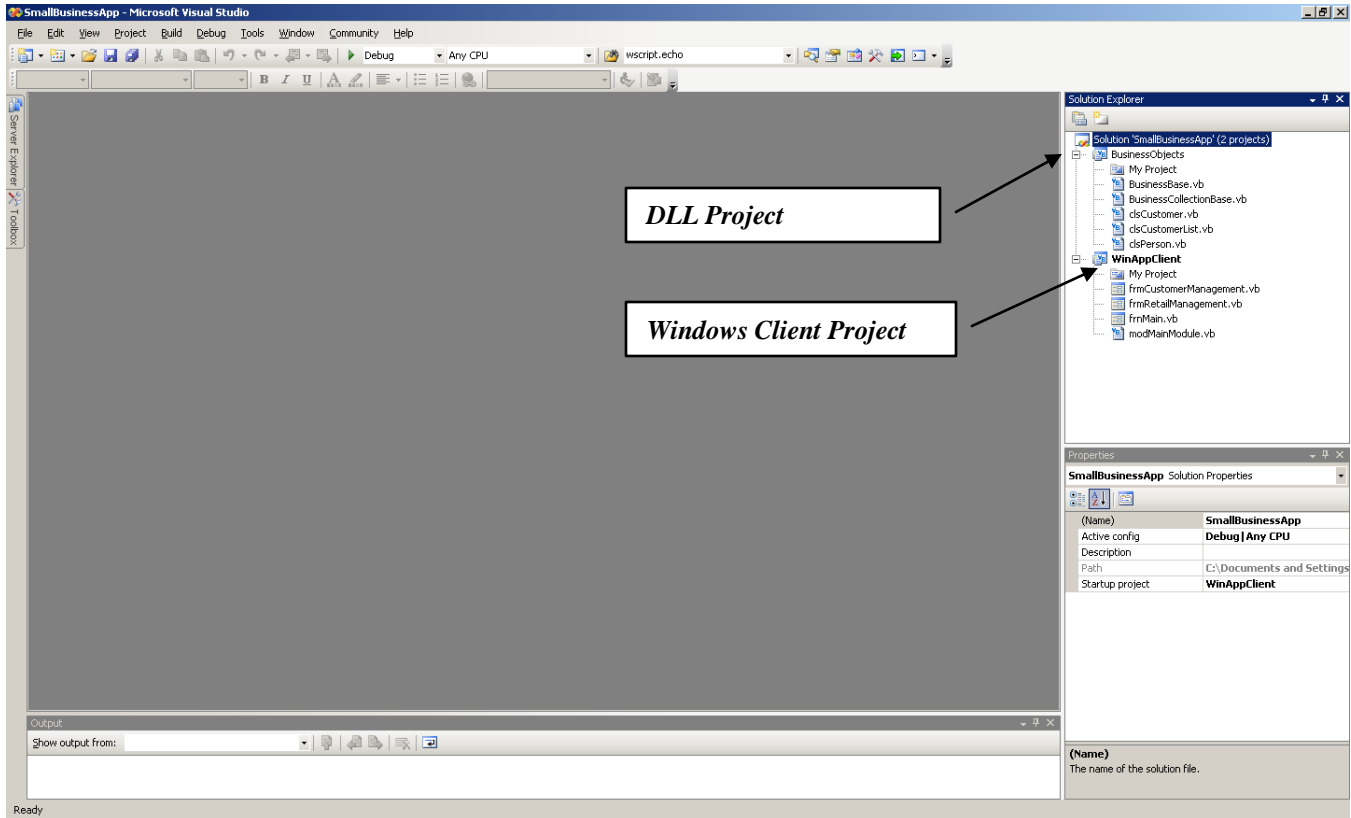 SmallBusinessApp - Microsoft Visual Studio
File Edit View Project Build Debug Tools Window Community Help
Debug Any CPU wscript.echo
B I U
Server Explorer
Toolbox
Solution Explorer
Solution 'SmallBusinessApp' (2 projects)
BusinessObjects
My Project
BusinessBase.vb
BusinessCollectionBase.vb
clsCustomer.vb
clsCustomerList.vb
clsPerson.vb
WinAppClient
My Project
frmCustomerManagement.vb
frmRetailManagement.vb
frnMain.vb
modMainModule.vb
DLL Project
Windows Client Project
Properties
SmallBusinessApp Solution Properties
(Name) SmallBusinessApp
Active config Debug|Any CPU
Description
Path C:\Documents and Settings
Startup project WinAppClient
(Name)
The name of the solution file.
Output
Show output from:
Ready